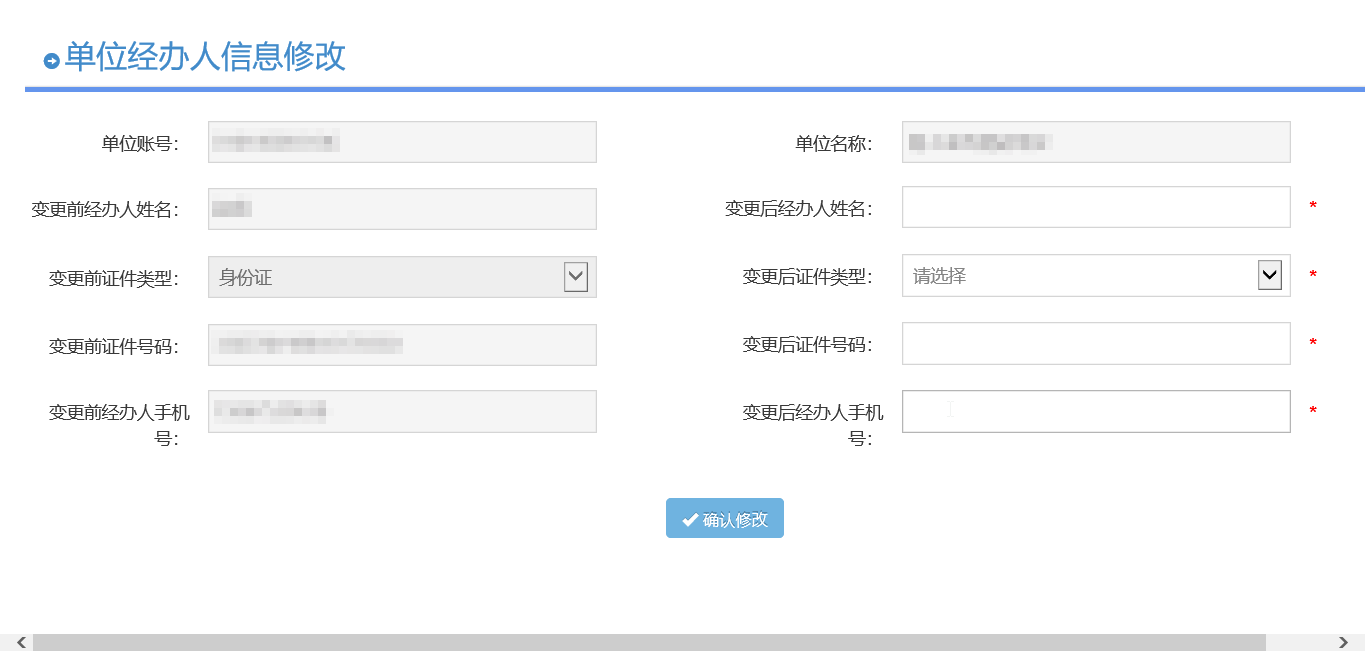 单位经办人信息修改
单位账号： 单位名称：
变更前经办人姓名： 变更后经办人姓名： *
变更前证件类型： 身份证 变更后证件类型： 请选择 *
变更前证件号码： 变更后证件号码： *
变更前经办人手机 变更后经办人手机 *
号： 号：
确认修改